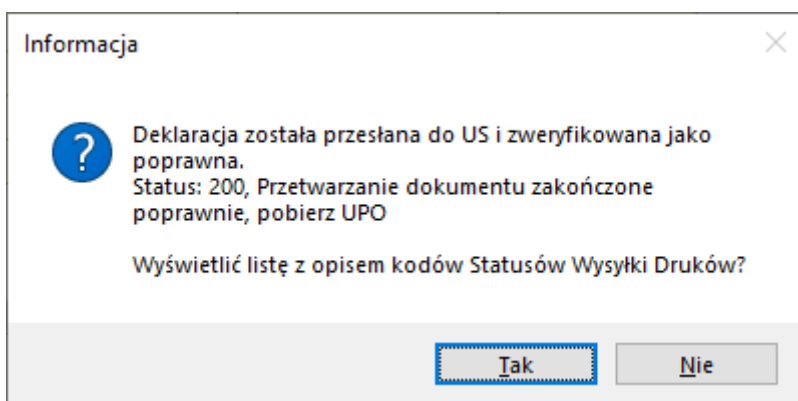 Informacja
Deklaracja została przesłana do US i zweryfikowana jako
poprawna.
Status: 200, Przetwarzanie dokumentu zakończone
poprawnie, pobierz UPO
Wyświetlić listę z opisem kodów Statusów Wysyłki Druków?
Tak
Nie